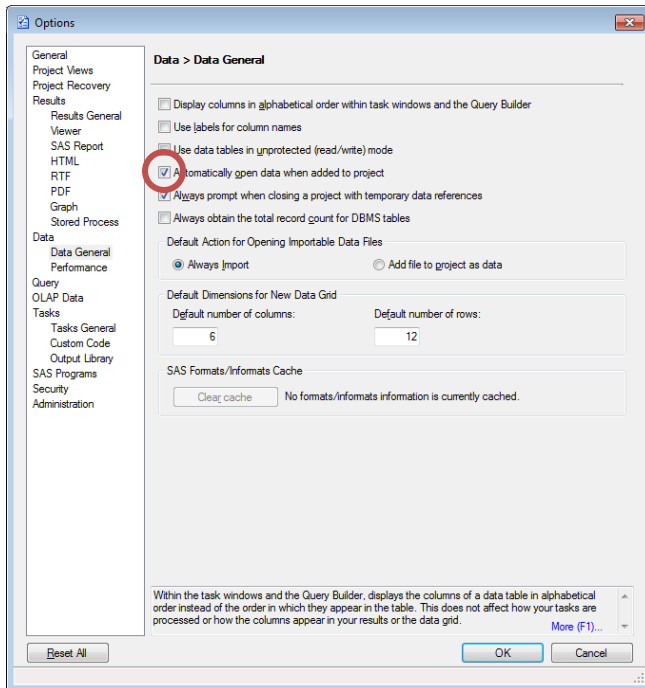 Options
General
Project Views
Project Recovery
Results
Results General
Viewer
SAS Report
HTML
RTF
PDF
Graph
Stored Process
Data
Data General
Performance
Query
OLAP Data
Tasks
Tasks General
Custom Code
Output Library
SAS Programs
Security
Administration
Data > Data General
Display columns in alphabetical order within task windows and the Query Builder
Use labels for column names
Use data tables in unprotected (read/write) mode
Automatically open data when added to project
Always prompt when closing a project with temporary data references
Always obtain the total record count for DBMS tables
Default Action for Opening Importable Data Files
Always Import Add file to project as data
Default Dimensions for New Data Grid
Default number of columns: Default number of rows:
6 12
SAS Formats/Informats Cache
Clear cache No formats/informats information is currently cached.
Within the task windows and the Query Builder, displays the columns of a data table in alphabetical
order instead of the order in which they appear in the table. This does not affect how your tasks are
processed or how the columns appear in your results or the data grid.
More (F1)...
Reset All OK Cancel